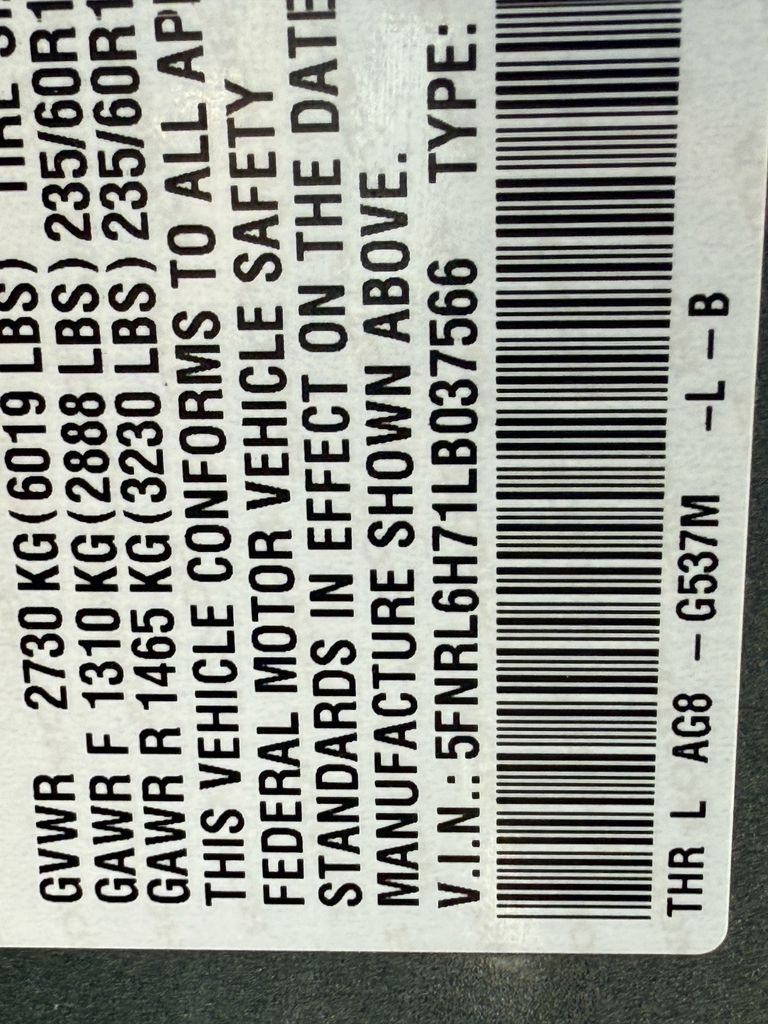 GVWR 2730 KG(6019 LBS)
GAWR F 1310 KG(2888 LBS) 235/60R1
GAWR R 1465 KG(3230 LBS) 235/60R1
THIS VEHICLE CONFORMS TO ALL AP
FEDERAL MOTOR VEHICLE SAFETY
STANDARDS IN EFFECT ON THE DATE
MANUFACTURE SHOWN ABOVE.
V.I.N.: 5FNRL6H71LB037566 TYPE:
THR L AG8 – G537M –L – B